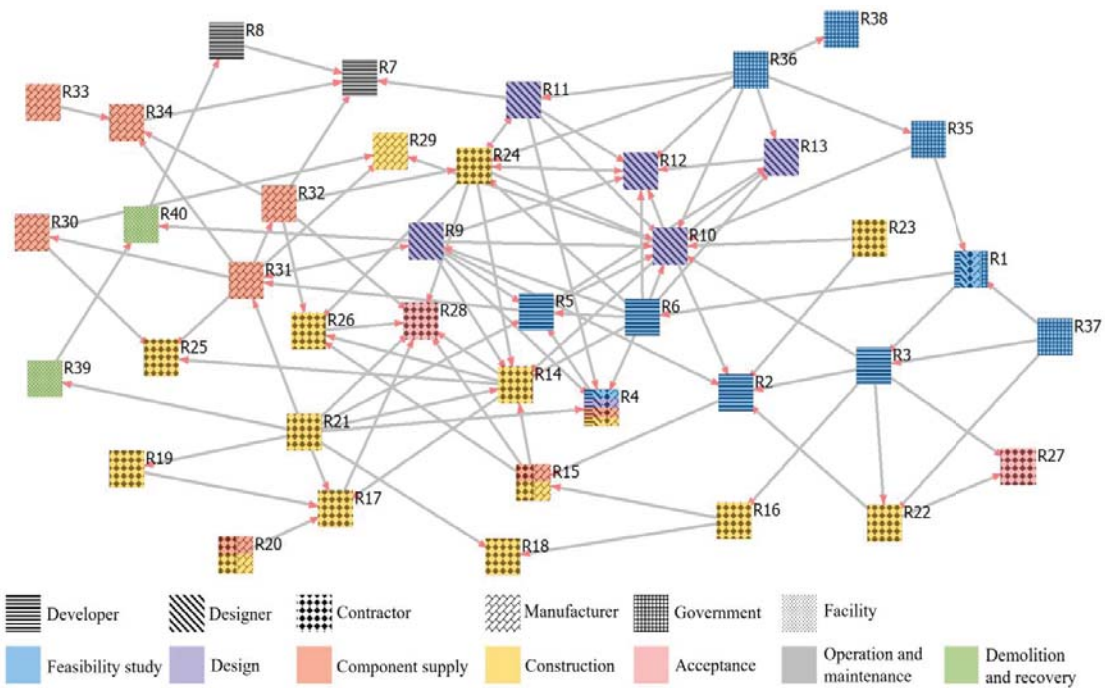 R38
R8
R36
R7
R33
R11
R34
R35
R29
R13
R24
R12
R32
R30
R40
R23
R9
R10
R1
R31
R5
R6
R28
R26
R37
R25
R3
R39
R14
R2
R4
R21
R19
R27
R15
R17
R16
R22
R20
R18
Developer
Designer
Contractor
Manufacturer
Government
Facility
Feasibility study
Design
Component supply
Construction
Acceptance
Operation and
maintenance
Demolition
and recovery